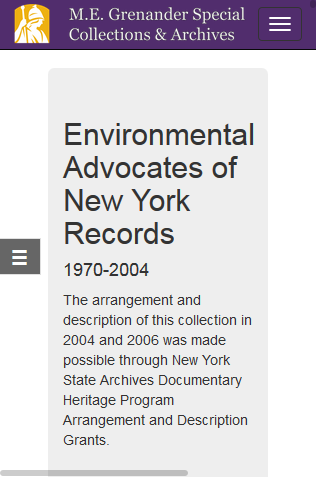 M.E. Grenander Special
Collections & Archives
Environmental
Advocates of
New York
Records
1970-2004
The arrangement and
description of this collection in
2004 and 2006 was made
possible through New York
State Archives Documentary
Heritage Program
Arrangement and Description
Grants.